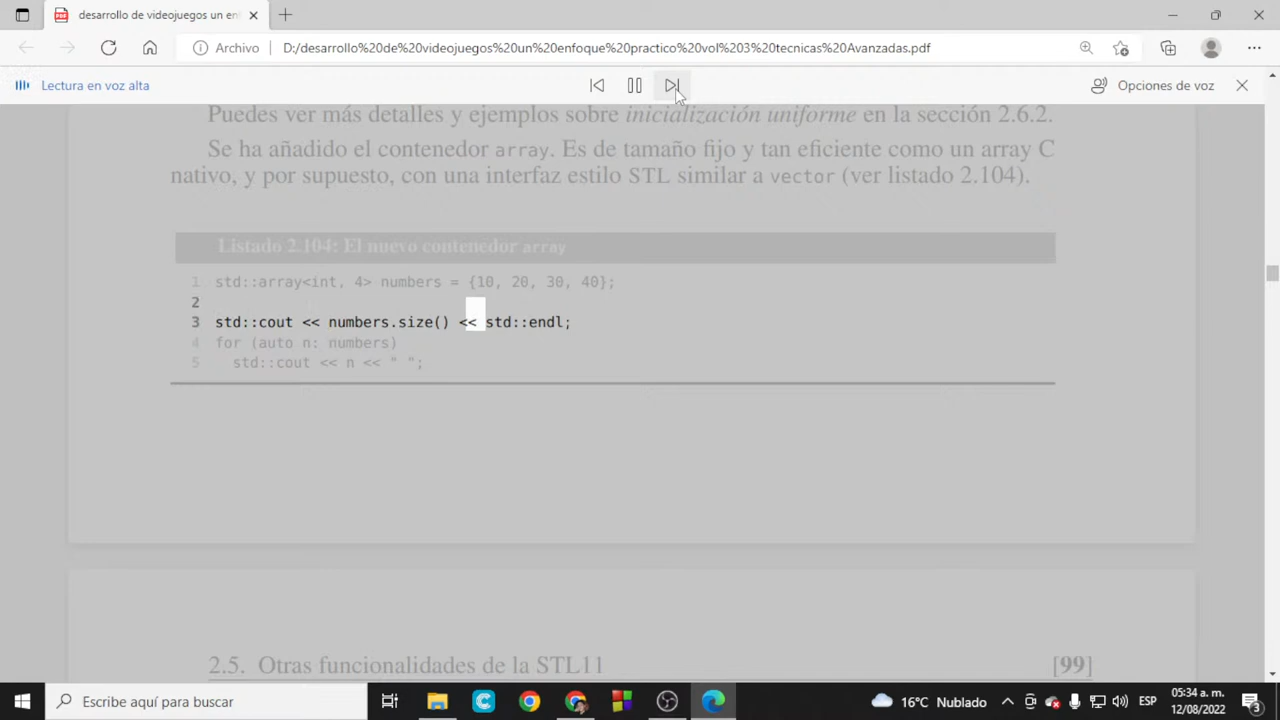 desarrollo de videojuegos un en
Archivo
D:/desarrollo%20de%20videojuegos%20un%20enfoque%20practico%20vol%203%20tecnicas%20Avanzadas.pdf
Lectura en voz alta
Opciones de voz
Puedes ver más detalles y ejemplos sobre inicialización uniforme en la sección 2.6.2.
Se ha añadido el contenedor array. Es de tamaño fijo y tan eficiente como un array C
nativo, y por supuesto, con una interfaz estilo STL similar a vector (ver listado 2.104).
Listado 2.104: El nuevo contenedor array
1 std::array<int, 4> numbers = {10, 20, 30, 40};
2
3 std::cout << numbers.size() << std::endl;
4 for (auto n: numbers)
5 std::cout << n << " ";
2.5. Otras funcionalidades de la STL11 [99]
Escribe aquí para buscar
16°C Nublado
ESP
05:34 a. m.
12/08/2022
3